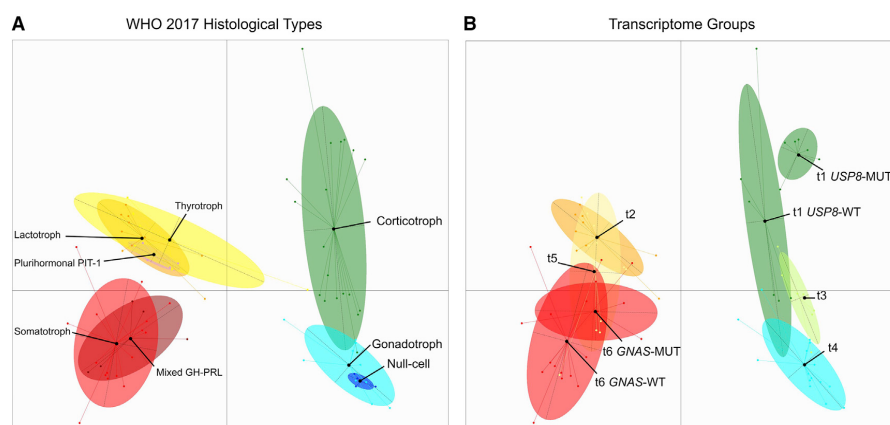 A
WHO 2017 Histological Types
Thyrotroph
Lactotroph
Plurihormonal PIT-1
Corticotroph
Somatotroph
Mixed GH-PRL
Gonadotroph
Null-cell
B
Transcriptome Groups
t1 USP8-MUT
t2
t1 USP8-WT
t5
t3
t6 GNAS-MUT
t4
t6 GNAS-WT